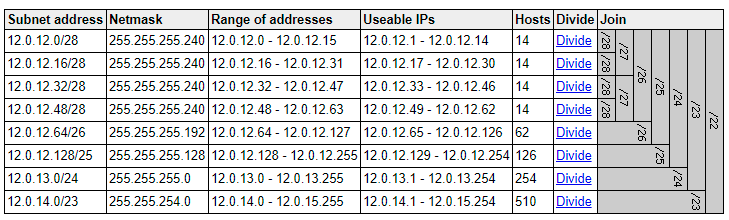 Subnet address Netmask Range of addresses Useable IPs Hosts Divide Join
12.0.12.0/28 255.255.255.240 12.0.12.0 - 12.0.12.15 12.0.12.1 - 12.0.12.14 14 Divide /28 /27 /26 /25 /24 /23 /22
12.0.12.16/28 255.255.255.240 12.0.12.16 - 12.0.12.31 12.0.12.17 - 12.0.12.30 14 Divide /28
12.0.12.32/28 255.255.255.240 12.0.12.32 - 12.0.12.47 12.0.12.33 - 12.0.12.46 14 Divide /28 /27
12.0.12.48/28 255.255.255.240 12.0.12.48 - 12.0.12.63 12.0.12.49 - 12.0.12.62 14 Divide /28
12.0.12.64/26 255.255.255.192 12.0.12.64 - 12.0.12.127 12.0.12.65 - 12.0.12.126 62 Divide /26
12.0.12.128/25 255.255.255.128 12.0.12.128 - 12.0.12.255 12.0.12.129 - 12.0.12.254 126 Divide /25
12.0.13.0/24 255.255.255.0 12.0.13.0 - 12.0.13.255 12.0.13.1 - 12.0.13.254 254 Divide /24
12.0.14.0/23 255.255.254.0 12.0.14.0 - 12.0.15.255 12.0.14.1 - 12.0.15.254 510 Divide /23